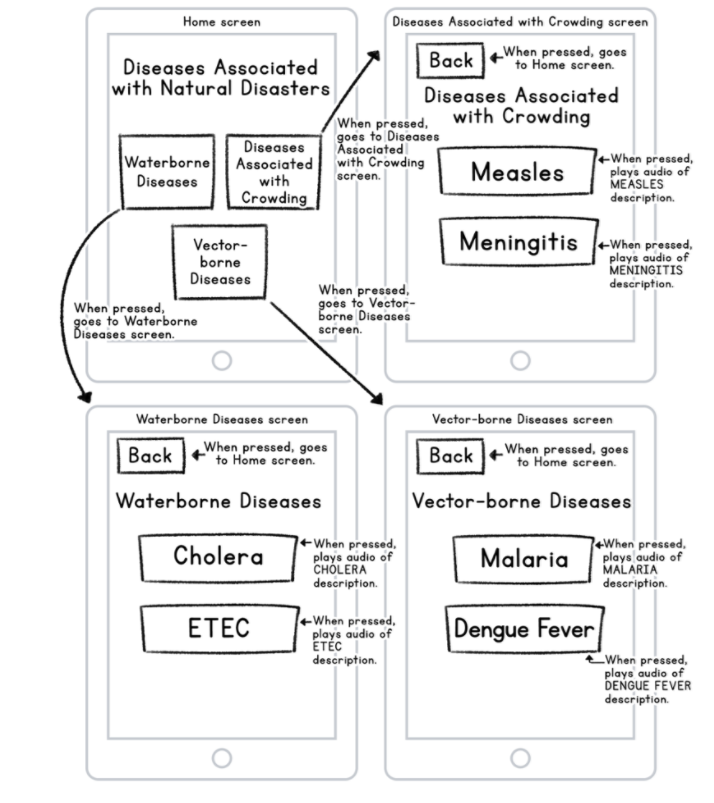 Home screen
Diseases Associated
with Natural Disasters
Waterborne
Diseases
Diseases
Associated
with
Crowding
Vector-
borne
Diseases
When pressed,
goes to Diseases
Associated
with Crowding
screen.
When pressed,
goes to Waterborne
Diseases screen.
When pressed,
goes to Vector-
borne Diseases
screen.
Diseases Associated with Crowding screen
Back
When pressed, goes
to Home screen.
Diseases Associated
with Crowding
Measles
When pressed,
plays audio of
MEASLES
description.
Meningitis
When pressed,
plays audio of
MENINGITIS
description.
Waterborne Diseases screen
Back
When pressed, goes
to Home screen.
Waterborne Diseases
Cholera
When pressed,
plays audio of
CHOLERA
description.
ETEC
When pressed,
plays audio of
ETEC
description.
Vector-borne Diseases screen
Back
When pressed, goes
to Home screen.
Vector-borne Diseases
Malaria
When pressed,
plays audio of
MALARIA
description.
Dengue Fever
When pressed,
plays audio of
DENGUE FEVER
description.